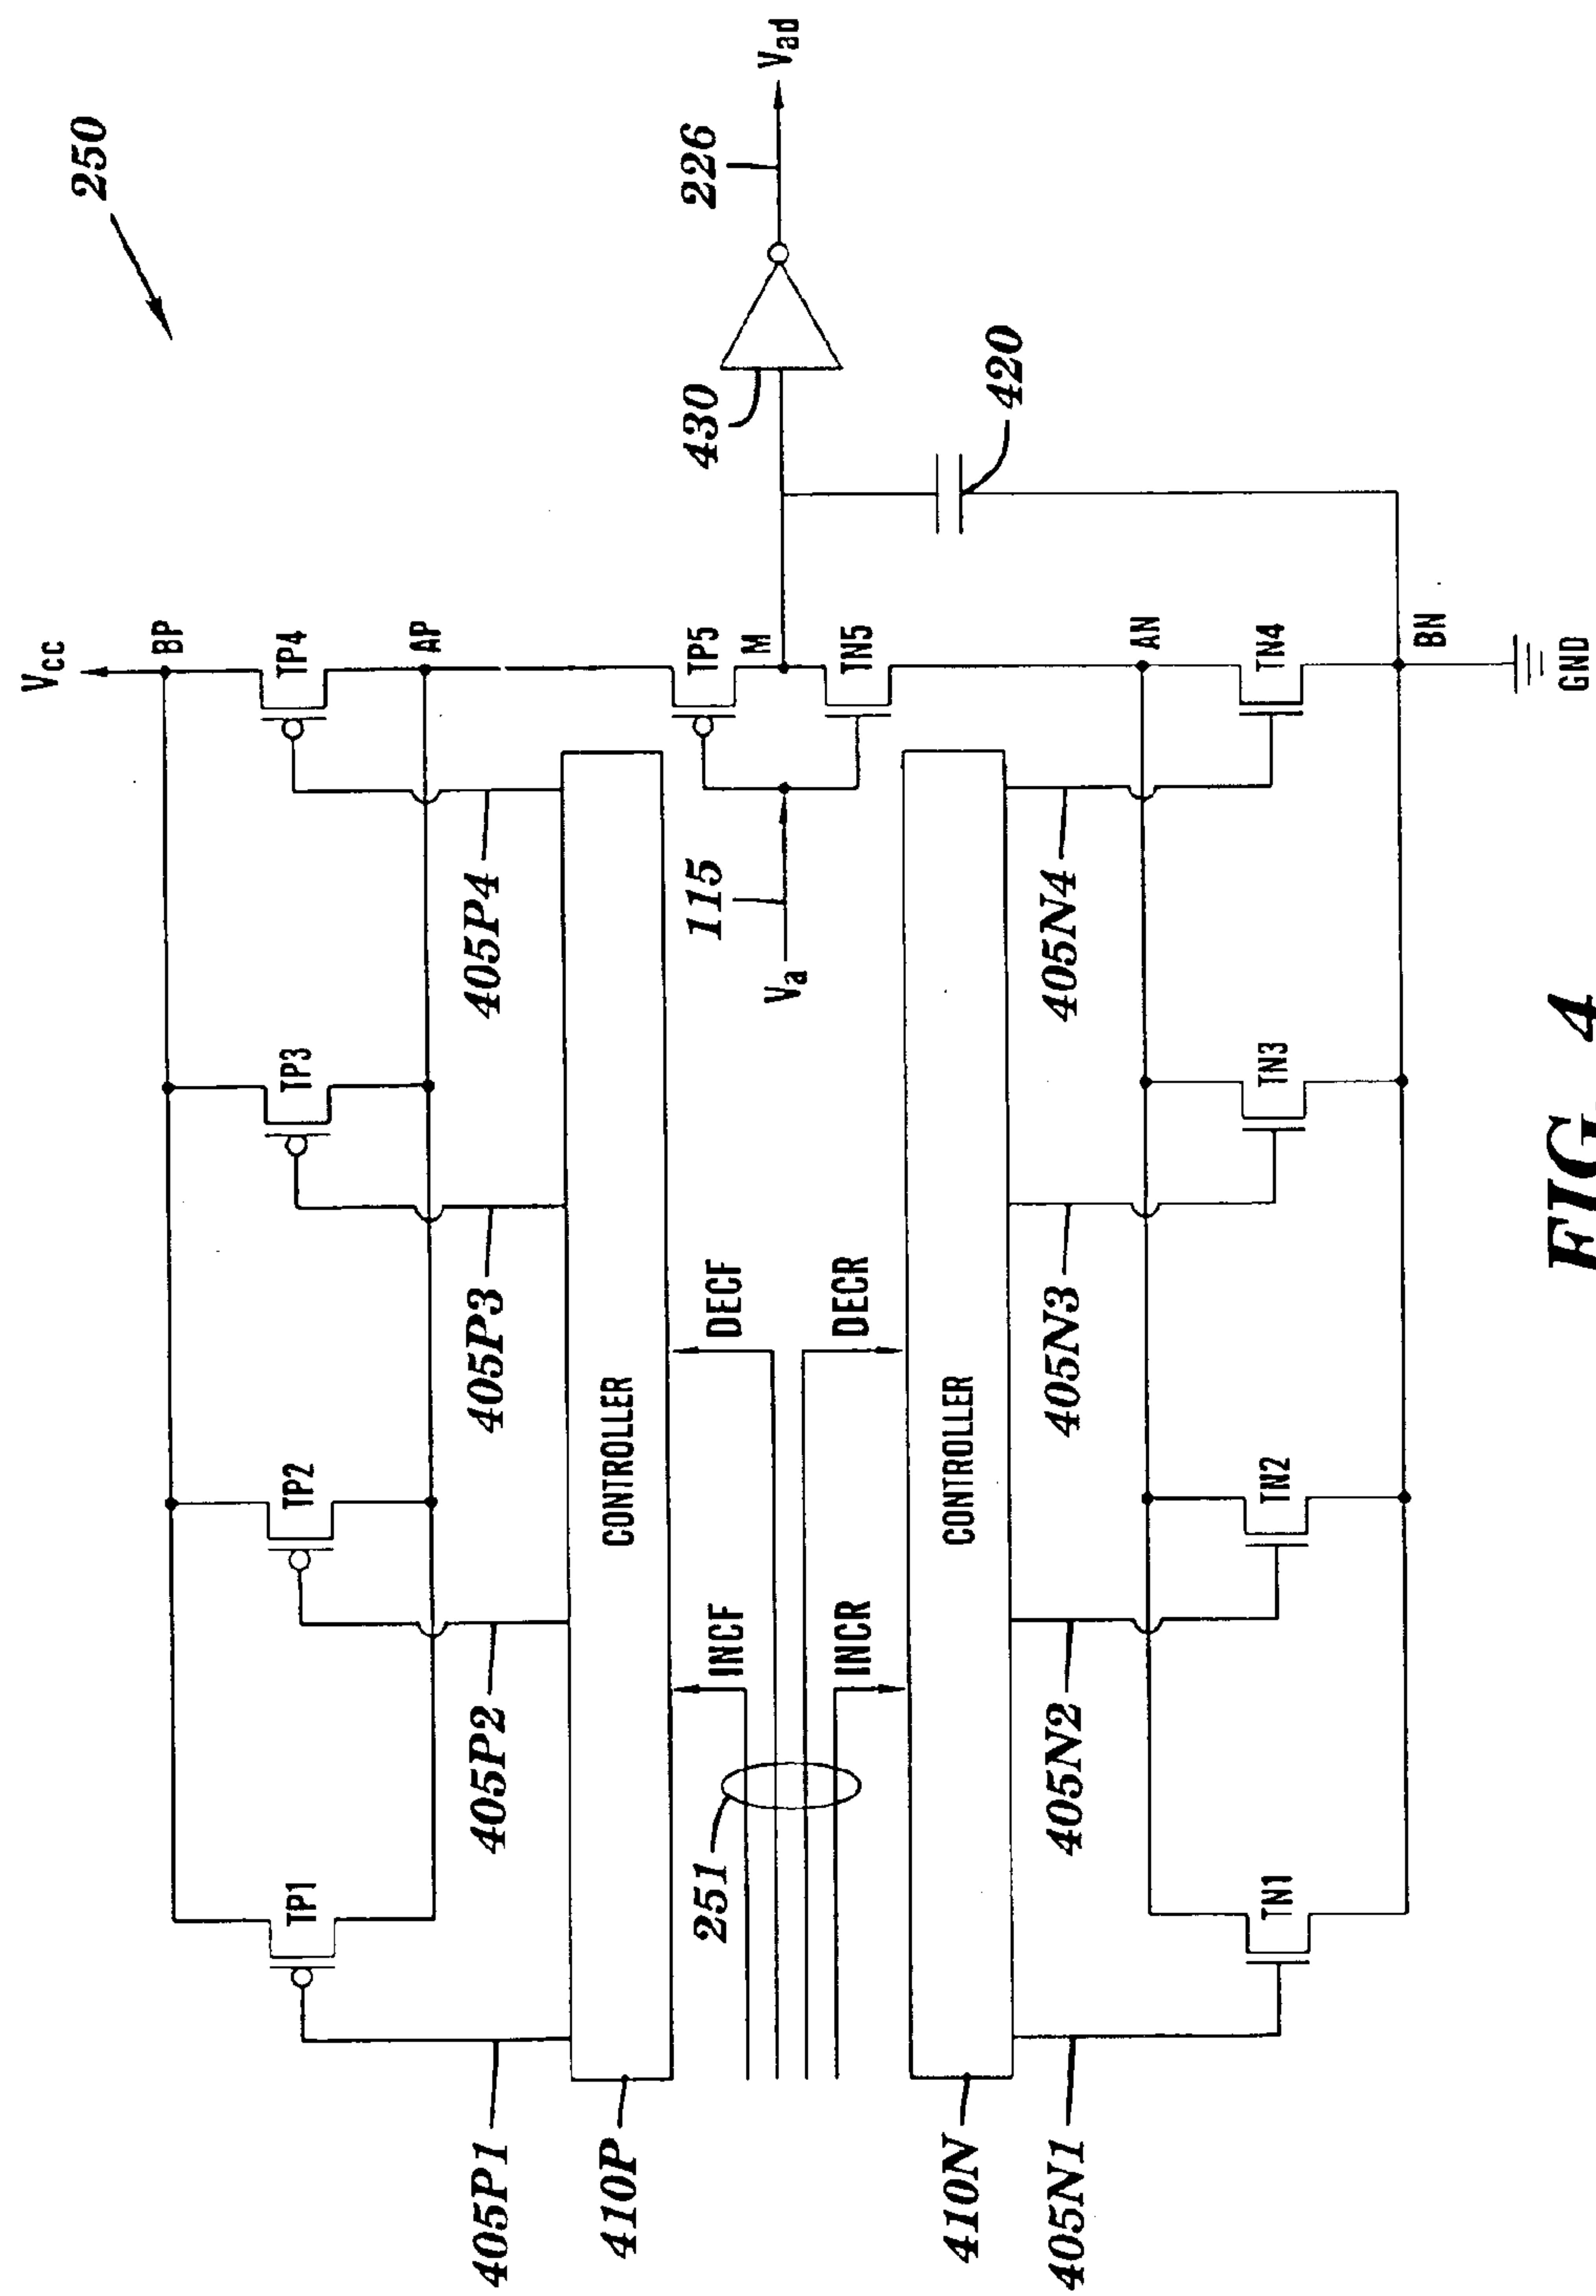 250
Vcc
BP
TP1
TP2
TP3
TP4
AP
405P1
405P2
405P3
405P4
410P
CONTROLLER
TP5
430
226
Vad
INCF
DECF
251
115
Va
M
INCR
DECR
TN5
420
410N
CONTROLLER
405N1
405N2
405N3
405N4
AN
TN1
TN2
TN3
TN4
BN
GND
FIG. 4